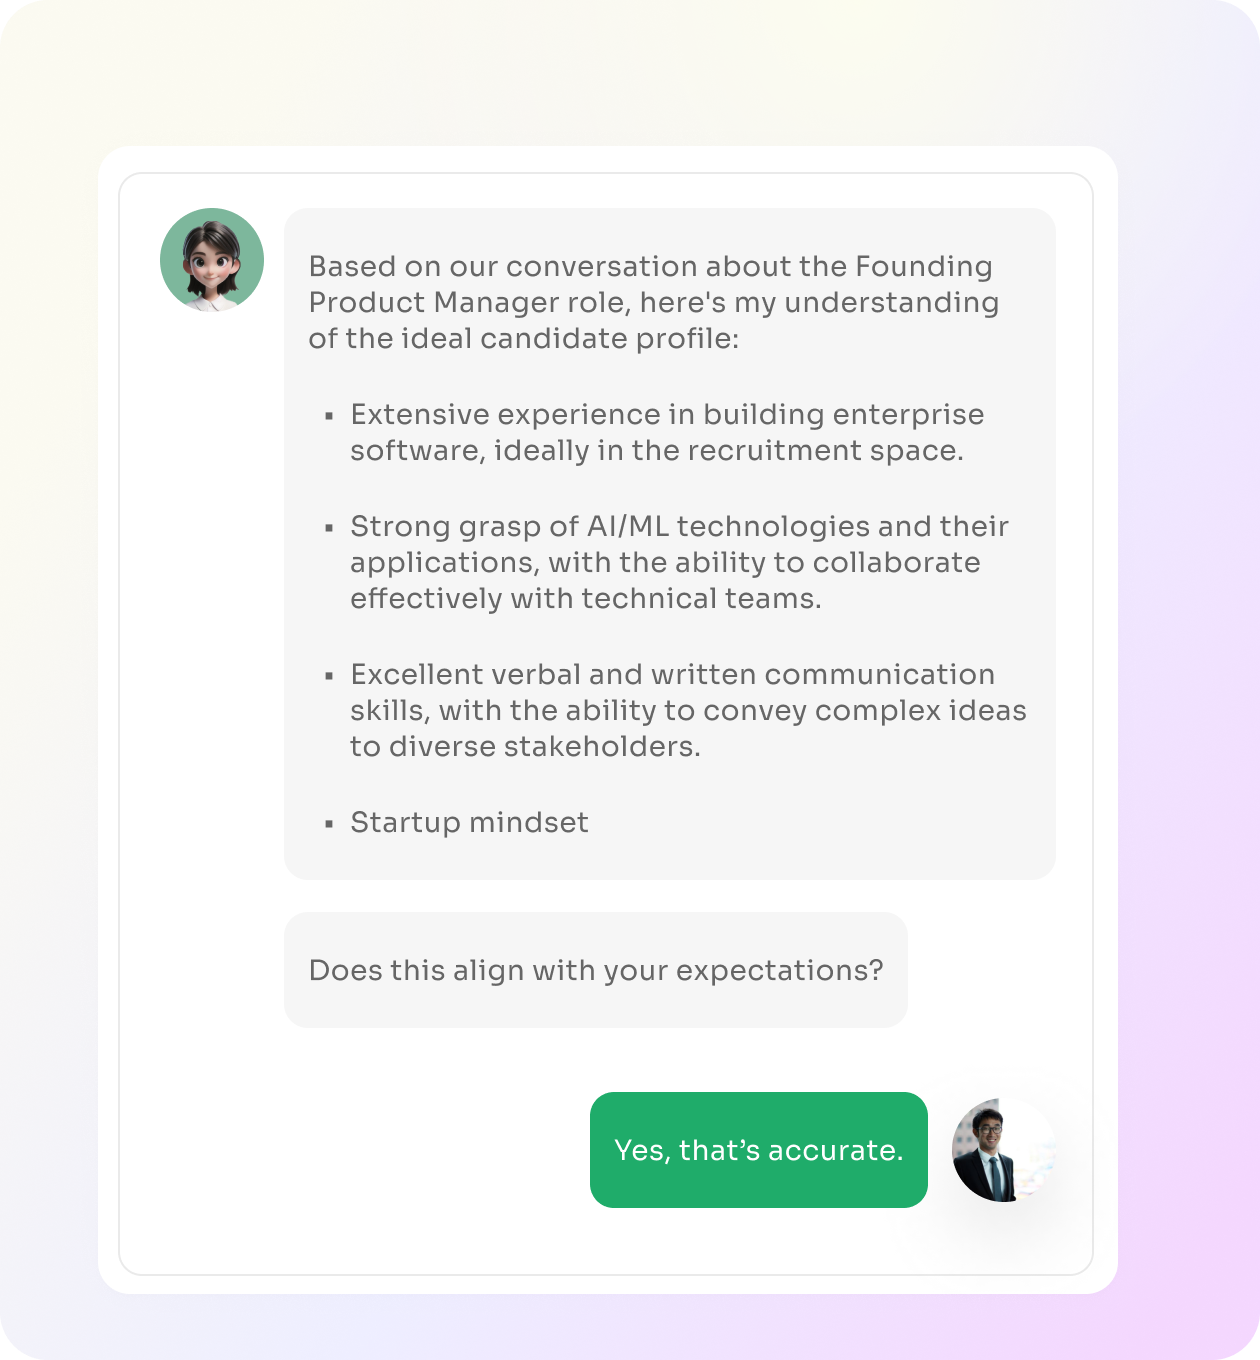 Based on our conversation about the Founding
Product Manager role, here's my understanding
of the ideal candidate profile:
▪ Extensive experience in building enterprise
software, ideally in the recruitment space.
▪ Strong grasp of AI/ML technologies and their
applications, with the ability to collaborate
effectively with technical teams.
▪ Excellent verbal and written communication
skills, with the ability to convey complex ideas
to diverse stakeholders.
▪ Startup mindset
Does this align with your expectations?
Yes, that’s accurate.